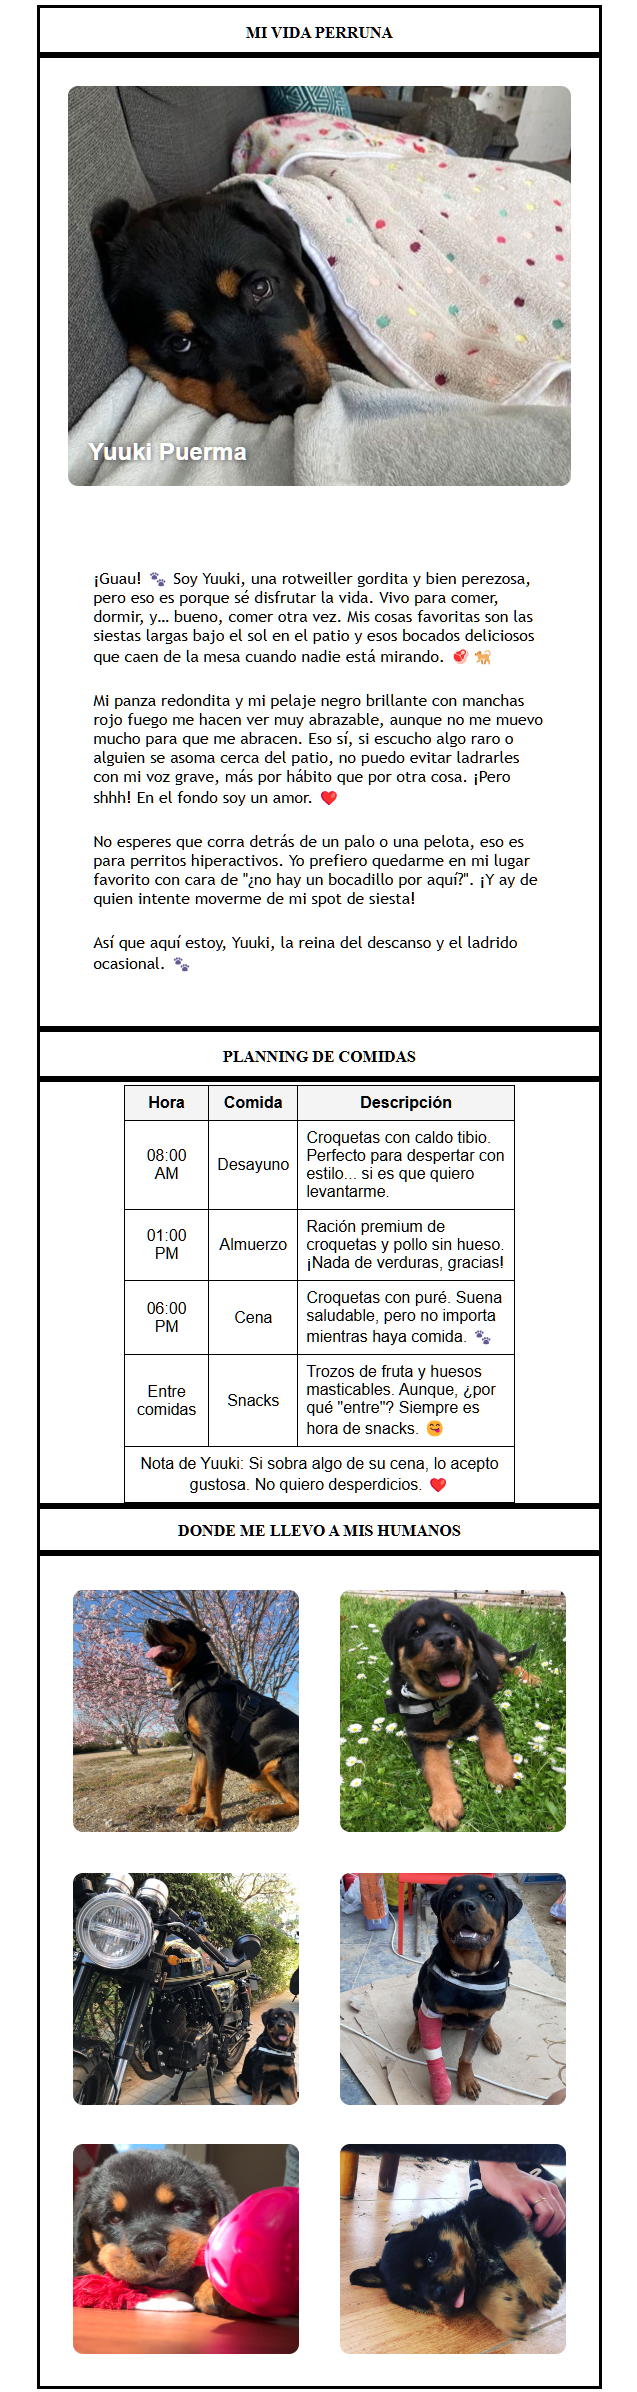 MI VIDA PERRUNA
Yuuki Puerma
¡Guau! 🐾 Soy Yuuki, una rotweiller gordita y bien perezosa,
pero eso es porque sé disfrutar la vida. Vivo para comer,
dormir, y... bueno, comer otra vez. Mis cosas favoritas son las
siestas largas bajo el sol en el patio y esos bocados deliciosos
que caen de la mesa cuando nadie está mirando. 🥩🐕
Mi panza redondita y mi pelaje negro brillante con manchas
rojo fuego me hacen ver muy abrazable, aunque no me muevo
mucho para que me abracen. Eso sí, si escucho algo raro o
alguien se asoma cerca del patio, no puedo evitar ladrarles
con mi voz grave, más por hábito que por otra cosa. ¡Pero
shhh! En el fondo soy un amor. ❤️
No esperes que corra detrás de un palo o una pelota, eso es
para perritos hiperactivos. Yo prefiero quedarme en mi lugar
favorito con cara de "¿no hay un bocadillo por aquí?". ¡Y ay de
quien intente moverme de mi spot de siesta!
Así que aquí estoy, Yuuki, la reina del descanso y el ladrido
ocasional. 🐾
PLANNING DE COMIDAS
Hora Comida Descripción
08:00
AM
Desayuno
Croquetas con caldo tibio.
Perfecto para despertar con
estilo... si es que quiero
levantarme.
01:00
PM
Almuerzo
Ración premium de
croquetas y pollo sin hueso.
¡Nada de verduras, gracias!
06:00
PM
Cena
Croquetas con puré. Suena
saludable, pero no importa
mientras haya comida. 🐾
Entre
comidas
Snacks
Trozos de fruta y huesos
masticables. Aunque, ¿por
qué "entre"? Siempre es
hora de snacks. 😋
Nota de Yuuki: Si sobra algo de su cena, lo acepto
gustosa. No quiero desperdicios. ❤️
DONDE ME LLEVO A MIS HUMANOS